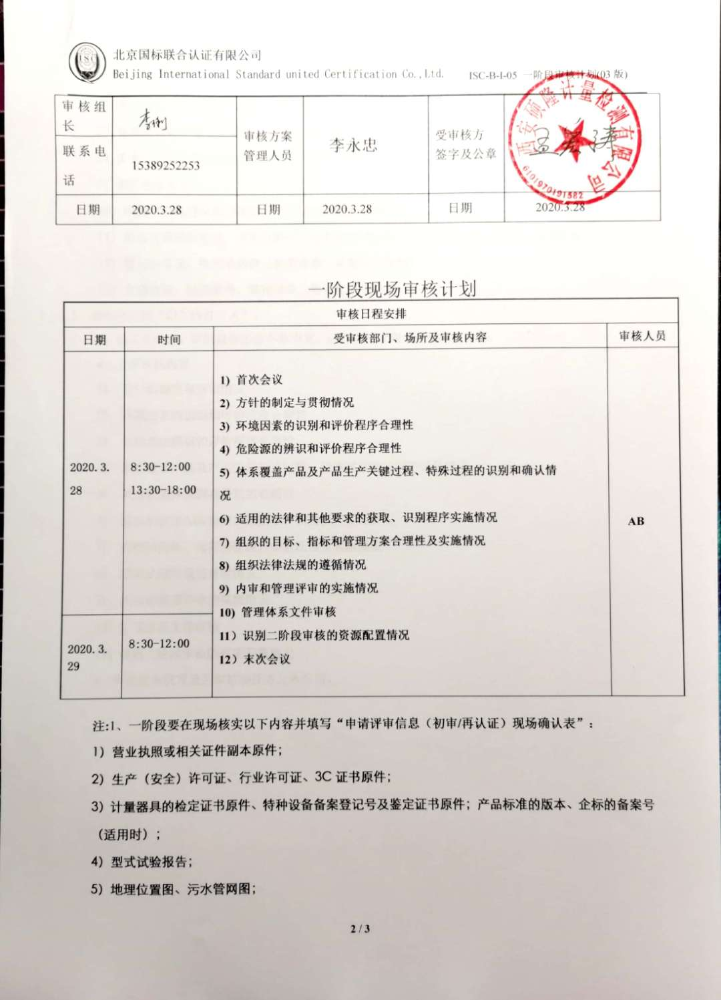 ISC
北京国标联合认证有限公司
Beijing International Standard united Certification Co.,Ltd.
ISC-B-I-05 一阶段审核计划(03 版)
审核组长
联系电话
15389252253
审核方案管理人员
李永忠
受审核方
签字及公章
西安硕隆计量检测有限公司
6101970191582
日期
2020.3.28
日期
2020.3.28
日期
2020.3.28
一阶段现场审核计划
审核日程安排
日期
时间
受审核部门、场所及审核内容
审核人员
2020.3.
28
8:30-12:00
13:30-18:00
1) 首次会议
2) 方针的制定与贯彻情况
3) 环境因素的识别和评价程序合理性
4) 危险源的辨识和评价程序合理性
5) 体系覆盖产品及产品生产关键过程、特殊过程的识别和确认情
况
6) 适用的法律和其他要求的获取、识别程序实施情况
7) 组织的目标、指标和管理方案合理性及实施情况
8) 组织法律法规的遵循情况
9) 内审和管理评审的实施情况
10) 管理体系文件审核
11）识别二阶段审核的资源配置情况
12）末次会议
AB
2020.3.
29
8:30-12:00
注:1、一阶段要在现场核实以下内容并填写“申请评审信息（初审/再认证）现场确认表”：
1）营业执照或相关证件副本原件；
2）生产（安全）许可证、行业许可证、3C 证书原件；
3）计量器具的检定证书原件、特种设备备案登记号及鉴定证书原件；产品标准的版本、企标的备案号
（适用时）；
4）型式试验报告；
5）地理位置图、污水管网图；
2 / 3